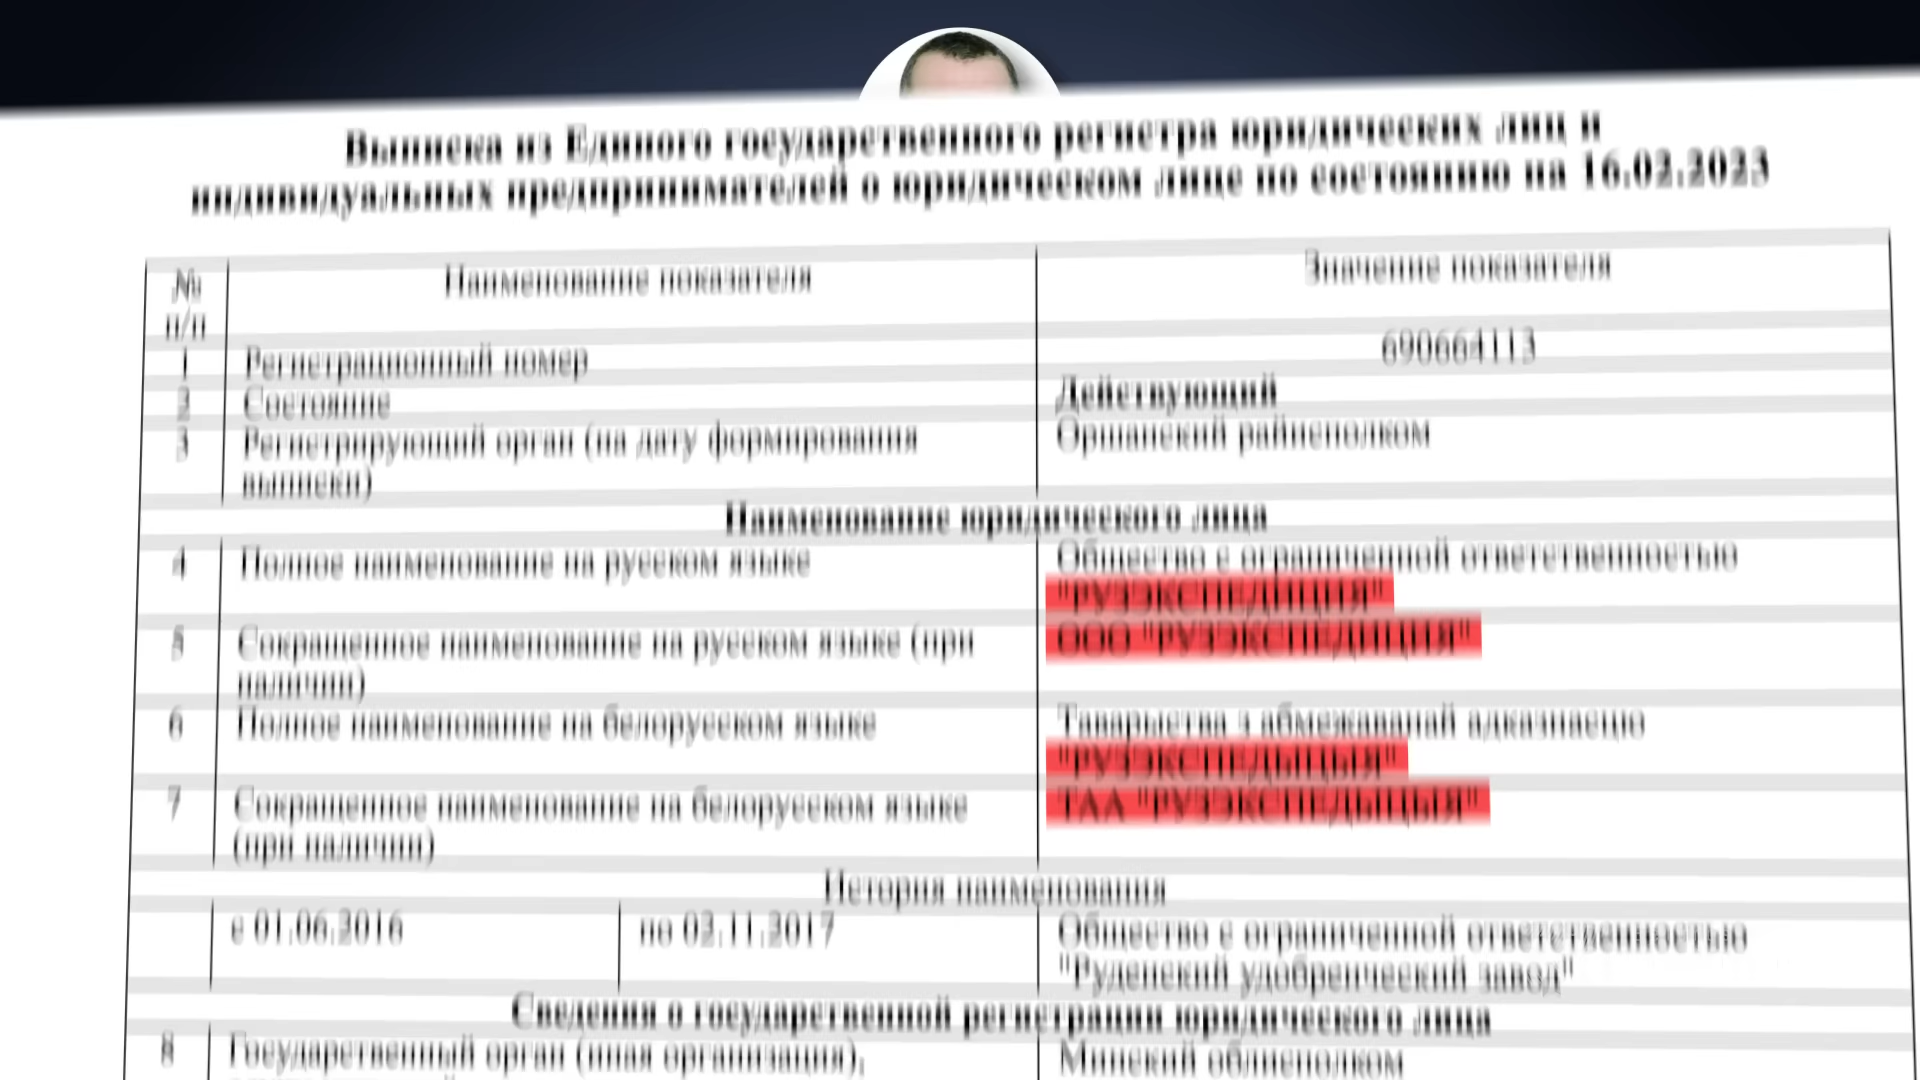 Выписка из Единого государственного регистра юридических лиц и
индивидуальных предпринимателей о юридическом лице по состоянию на 16.02.2023
№ п/п
Наименование показателя
Значение показателя
1
Регистрационный номер
690664113
2
Состояние
Действующий
3
Регистрирующий орган (на дату формирования
выписки)
Оршанский райисполком
Наименование юридического лица
4
Полное наименование на русском языке
Общество с ограниченной ответственностью
"РУЗЭКСПЕДИЦИЯ"
5
Сокращенное наименование на русском языке (при
наличии)
ООО "РУЗЭКСПЕДИЦИЯ"
6
Полное наименование на белорусском языке
Таварыства з абмежаванай адказнасцю
"РУЗЭКСПЕДЫЦЫЯ"
7
Сокращенное наименование на белорусском языке
(при наличии)
ТАА "РУЗЭКСПЕДЫЦЫЯ"
История наименования
с 01.06.2016
по 02.11.2017
Общество с ограниченной ответственностью
"Руденский удобренческий завод"
Сведения о государственной регистрации юридического лица
8
Государственный орган (иная организация),
Минский облисполком